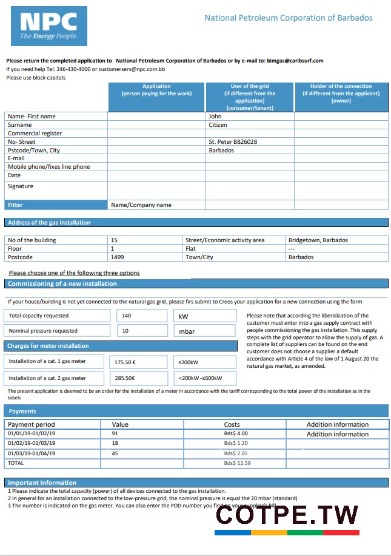 NPC
The Energy People.
National Petroleum Corporation of Barbados
Please return the completed application to National Petroleum Corporation of Barbados or by e-mail to: bimgas@caribsurf.com
If you need help Tel: 246-430-4000 or customerserv@npc.com.bb
Please use block capitals
Application (person paying for the work) User of the grid (if different from the application) (consumer/tenant) Holder of the connection (if different from the applicant) (owner)
Name- First name John
Surname Citizen
Commercial register
No- Street St. Peter BB26028
Pstcode/Town, City Barbados
E-mail
Mobile phone/fixes line phone
Date
Signature
Fitter Name/Company name
Address of the gas installation
No of the building 15 Street/Economic activity area Bridgetown, Barbados
Floor 1 Flat ---
Postcode 1499 Town/City Barbados
Please choose one of the following three options
Commissioning of a new installation
If your house/building is not yet connected to the natural gas grid, please firs submit to Creos your application for a new connection using the form
Total capacity requested 140 kW
Nominal pressure requested 10 mbar
Please note that according the liberalization of the
customer must enter into a gas supply contract with
people commissioning the gas installation. This supply
steps with the grid operator to allow the supply of gas. A
complete list of suppliers can be found on the end
customer does not choose a supplier a default
accordance with Article 4 of the law of 1 August 20 the
natural gas market, as amended.
Charges for meter installation
Installation of a cat. 1 gas meter 175.50 € ≤200kW
Installation of a cat. 2 gas meter 285.50€ <200kW ≤600kW
The present application is deemed to be an order for the installation of a meter in accordance with the tariff corresponding to the total power of the installation as in the
tabels
Payments
Payment period Value Costs Addition information
01/01/19-01/02/19 91 Bds$ 4.00 Addition information
01/02/19-01/03/19 18 Bds$ 1.20
01/03/19-01/04/19 45 Bds$ 2.05
TOTAL Bds$ 12.59
Important Information
1 Please indicate the total capacity (power) of all devices connected to the gas installation.
2 In general for an installation connected to the low-pressure grid, the nominal pressure is equal the 20 mbar (standard)
3 The number is indicated on the gas meter. You can also enter the POD number you find
COTPE.TW